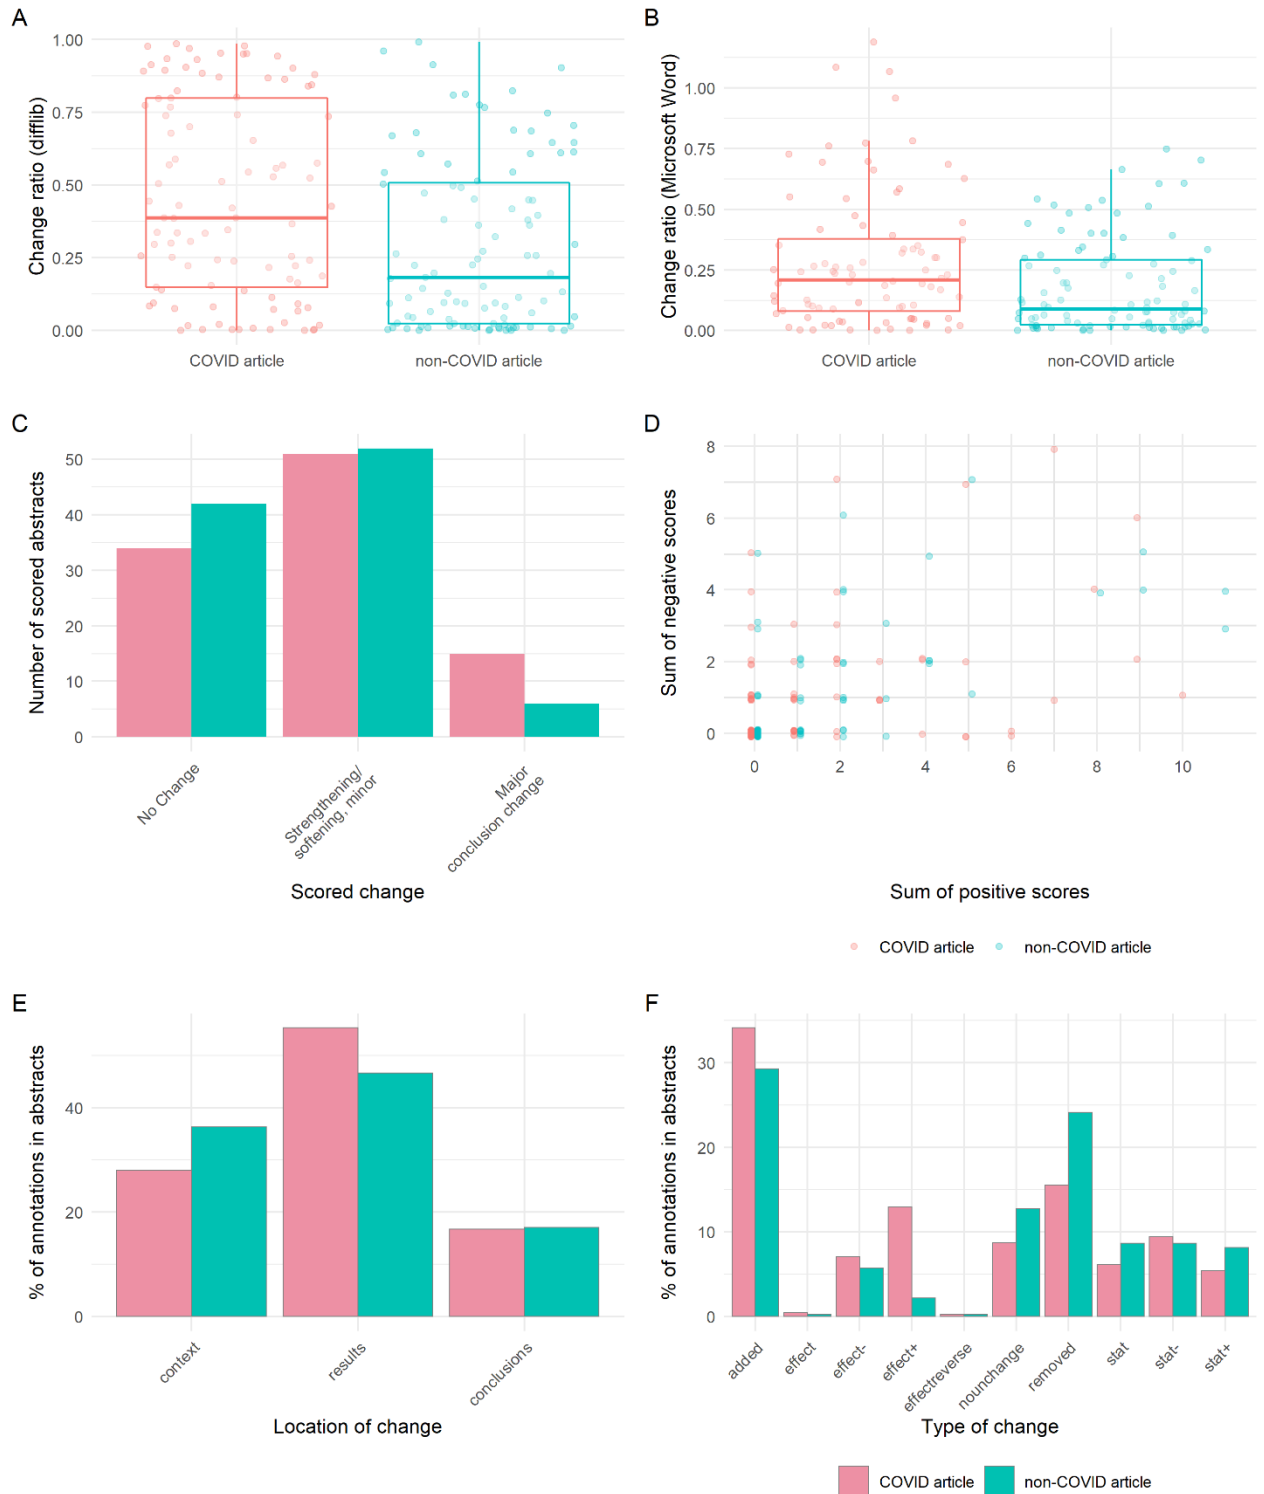 A
Change ratio (difflib)
1.00
0.75
0.50
0.25
0.00
COVID article
non-COVID article
B
Change ratio (Microsoft Word)
1.00
0.75
0.50
0.25
0.00
COVID article
non-COVID article
C
Number of scored abstracts
50
40
30
20
10
0
No Change
Strengthening/
softening, minor
Major
conclusion change
Scored change
D
Sum of negative scores
8
6
4
2
0
0
2
4
6
8
10
Sum of positive scores
COVID article
non-COVID article
E
% of annotations in abstracts
40
20
0
context
results
conclusions
Location of change
F
% of annotations in abstracts
30
20
10
0
added
effect
effect-
effect+
effectreverse
nounchange
removed
stat
stat-
stat+
Type of change
COVID article
non-COVID article